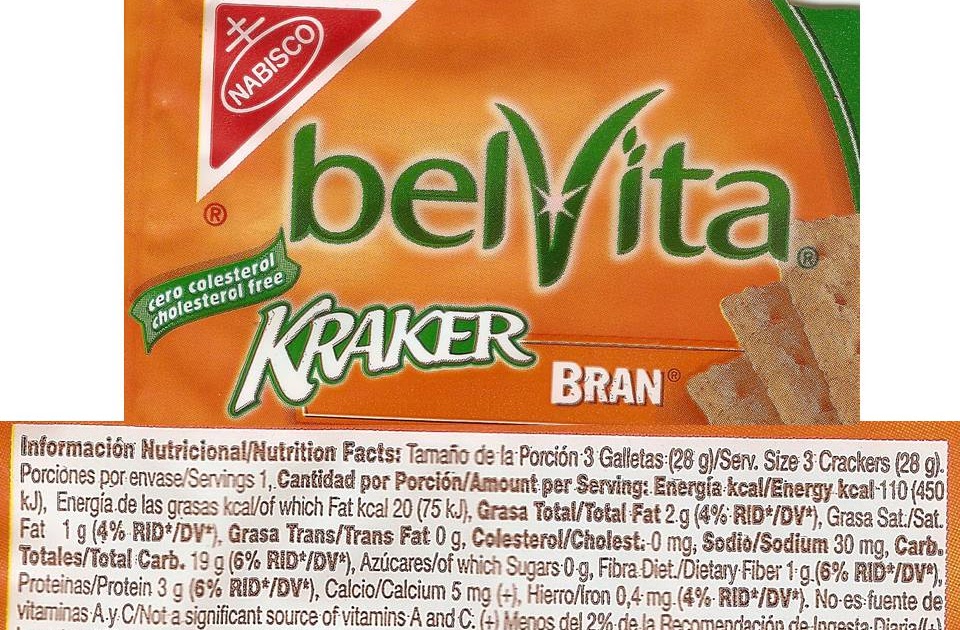 NABISCO
belVita
®
®
cero colesterol
cholesterol free
KRAKER
BRAN®
Información Nutricional/Nutrition Facts: Tamaño de la Porción 3 Galletas (28 g)/Serv. Size 3 Crackers (28 g).
Porciones por envase/Servings 1, Cantidad por Porción/Amount per Serving: Energía kcal/Energy kcal 110 (450
kJ), Energía de las grasas kcal/of which Fat kcal 20 (75 kJ), Grasa Total/Total Fat 2 g (4% RID*/DV*), Grasa Sat./Sat.
Fat 1 g (4% RID*/DV*), Grasa Trans/Trans Fat 0 g, Colesterol/Cholest. 0 mg, Sodio/Sodium 30 mg, Carb.
Totales/Total Carb. 19 g (6% RID*/DV*), Azúcares/of which Sugars 0 g, Fibra Diet./Dietary Fiber 1 g (6% RID*/DV*),
Proteinas/Protein 3 g (6% RID*/DV*), Calcio/Calcium 5 mg (+), Hierro/Iron 0,4 mg (4% RID*/DV*). No es fuente de
vitaminas A y C/Not a significant source of vitamins A and C. (+) Menos del 2% de la Recomendación de Ingesta Diaria/(+)